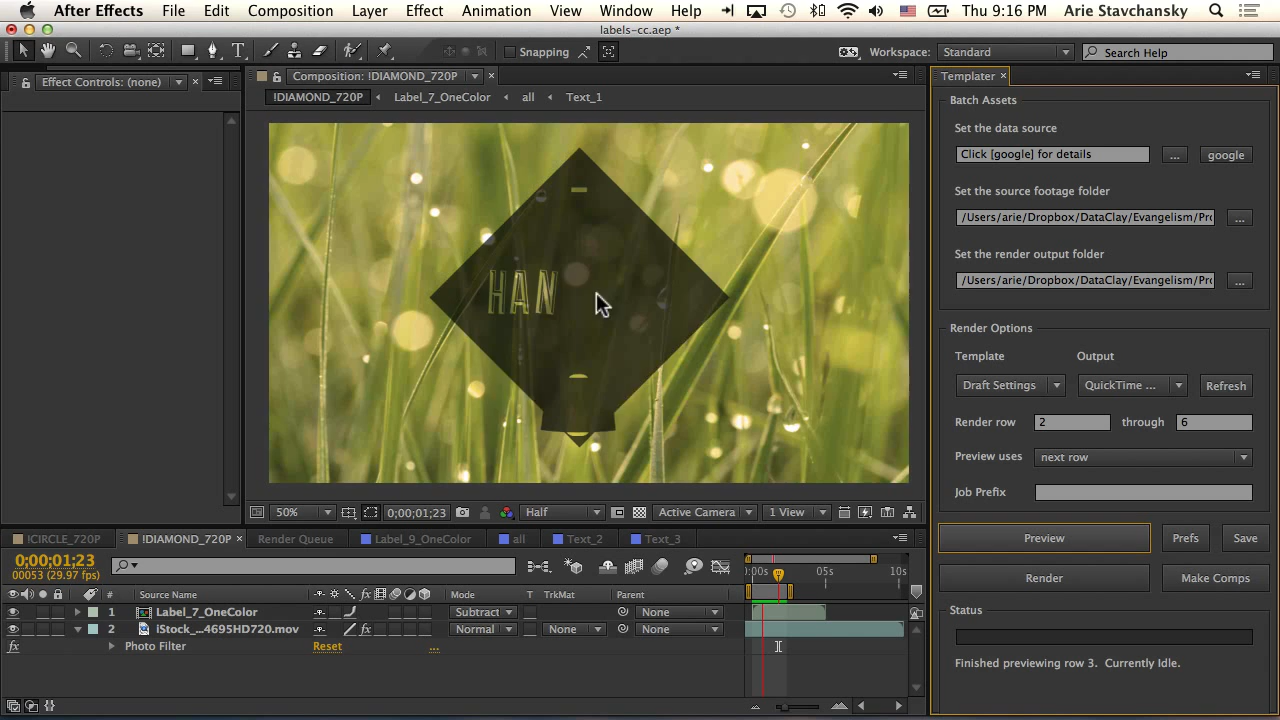 After Effects File Edit Composition Layer Effect Animation View Window Help Thu 9:16 PM Arie Stavchansky
labels-cc.aep *
Snapping Workspace: Standard Search Help
Effect Controls: (none) Composition: !DIAMOND_720P Templater
!DIAMOND_720P Label_7_OneColor all Text_1
Batch Assets
Set the data source
Click [google] for details ... google
Set the source footage folder
/Users/arie/Dropbox/DataClay/Evangelism/Pro ...
Set the render output folder
/Users/arie/Dropbox/DataClay/Evangelism/Pro ...
HAN
Render Options
Template Output
Draft Settings QuickTime ... Refresh
Render row 2 through 6
Preview uses next row
Job Prefix
50% 0;00;01;23 Half Active Camera 1 View
Preview Prefs Save
Render Make Comps
Status
Finished previewing row 3. Currently Idle.
!CIRCLE_720P !DIAMOND_720P Render Queue Label_9_OneColor all Text_2 Text_3
0;00;01;23
00053 (29.97 fps)
:00s 05s 10s
# Source Name Mode T TrkMat Parent
1 Label_7_OneColor Subtract None
2 iStock_...4695HD720.mov Normal None None
fx Photo Filter Reset ...